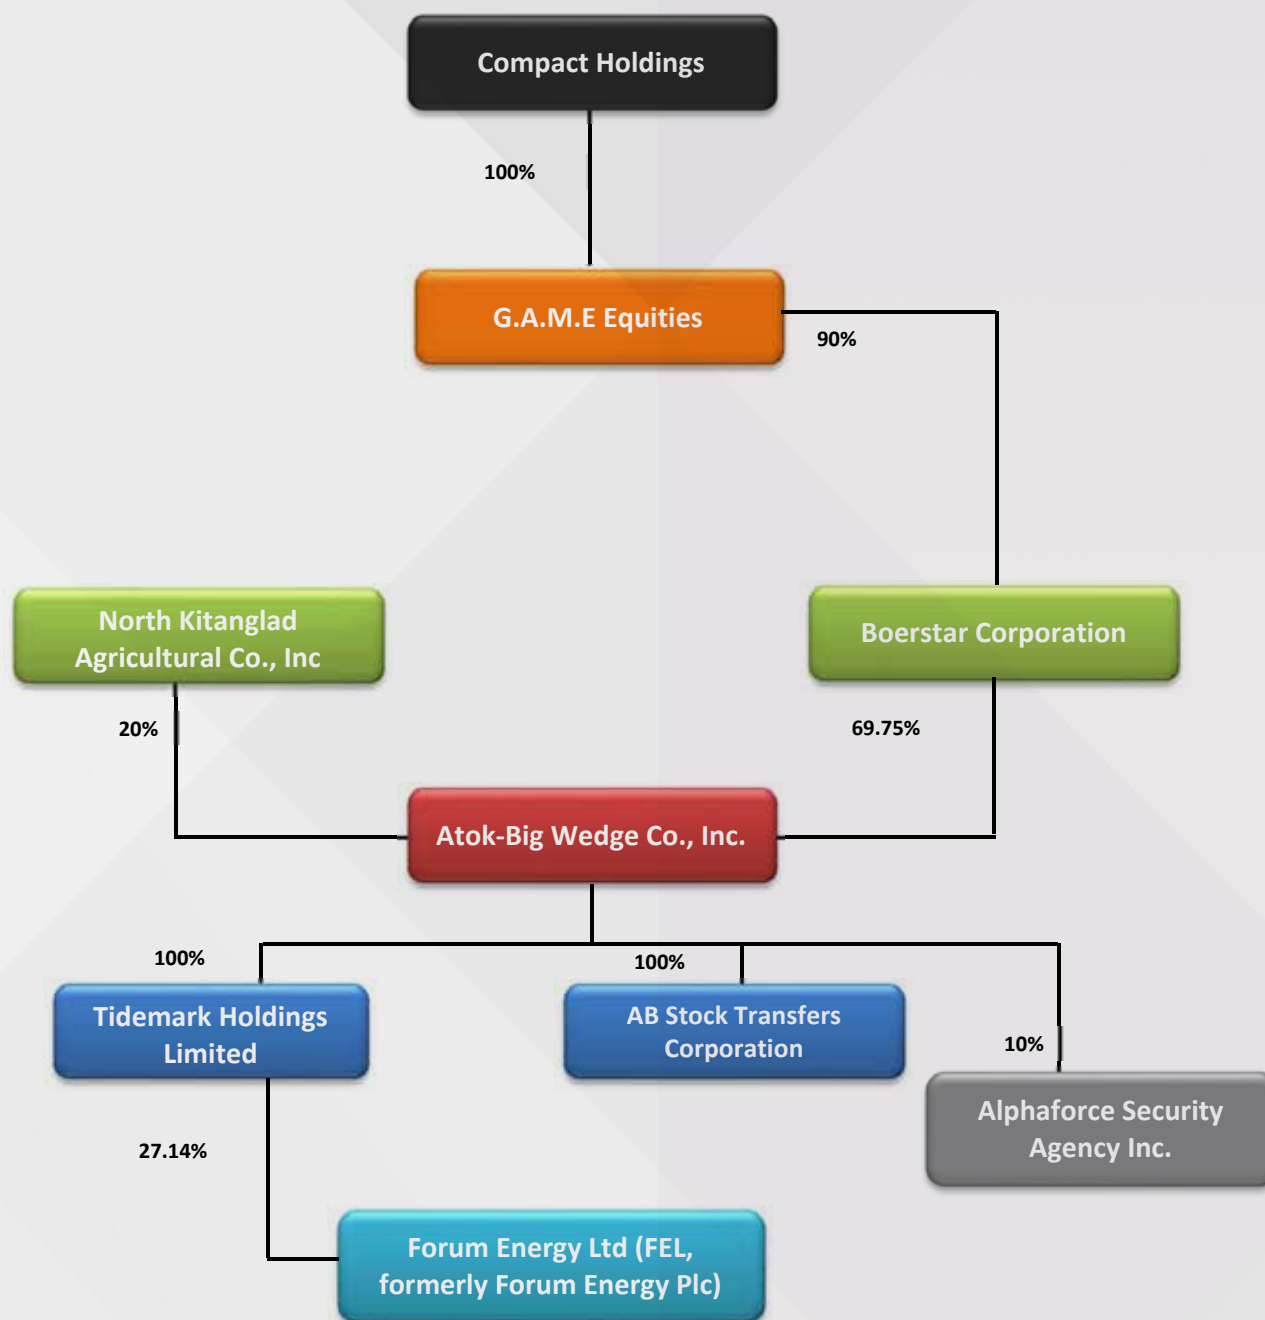 Compact Holdings
100%
G.A.M.E Equities
90%
North Kitanglad
Agricultural Co., Inc
Boerstar Corporation
20%
69.75%
Atok-Big Wedge Co., Inc.
100%
100%
Tidemark Holdings
Limited
AB Stock Transfers
Corporation
10%
Alphaforce Security
Agency Inc.
27.14%
Forum Energy Ltd (FEL,
formerly Forum Energy Plc)